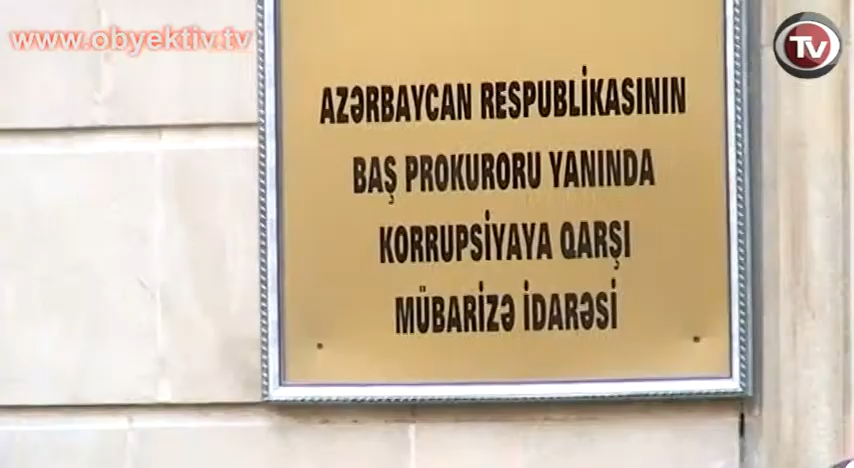 www.obyektiv.tv
TV
AZƏRBAYCAN RESPUBLİKASININ
BAŞ PROKURORU YANINDA
KORRUPSİYAYA QARŞI
MÜBARİZƏ İDARƏSİ